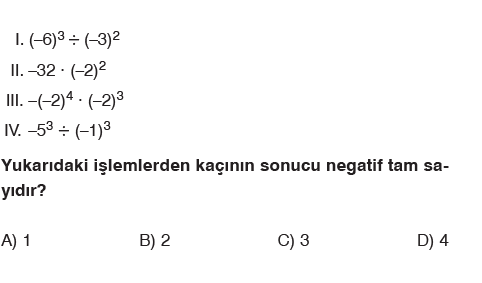 I. (–6)³ ÷ (–3)²
II. –32 · (–2)²
III. –(–2)⁴ · (–2)³
IV. –5³ ÷ (–1)³
Yukarıdaki işlemlerden kaçının sonucu negatif tam sa-
yıdır?
A) 1 B) 2 C) 3 D) 4